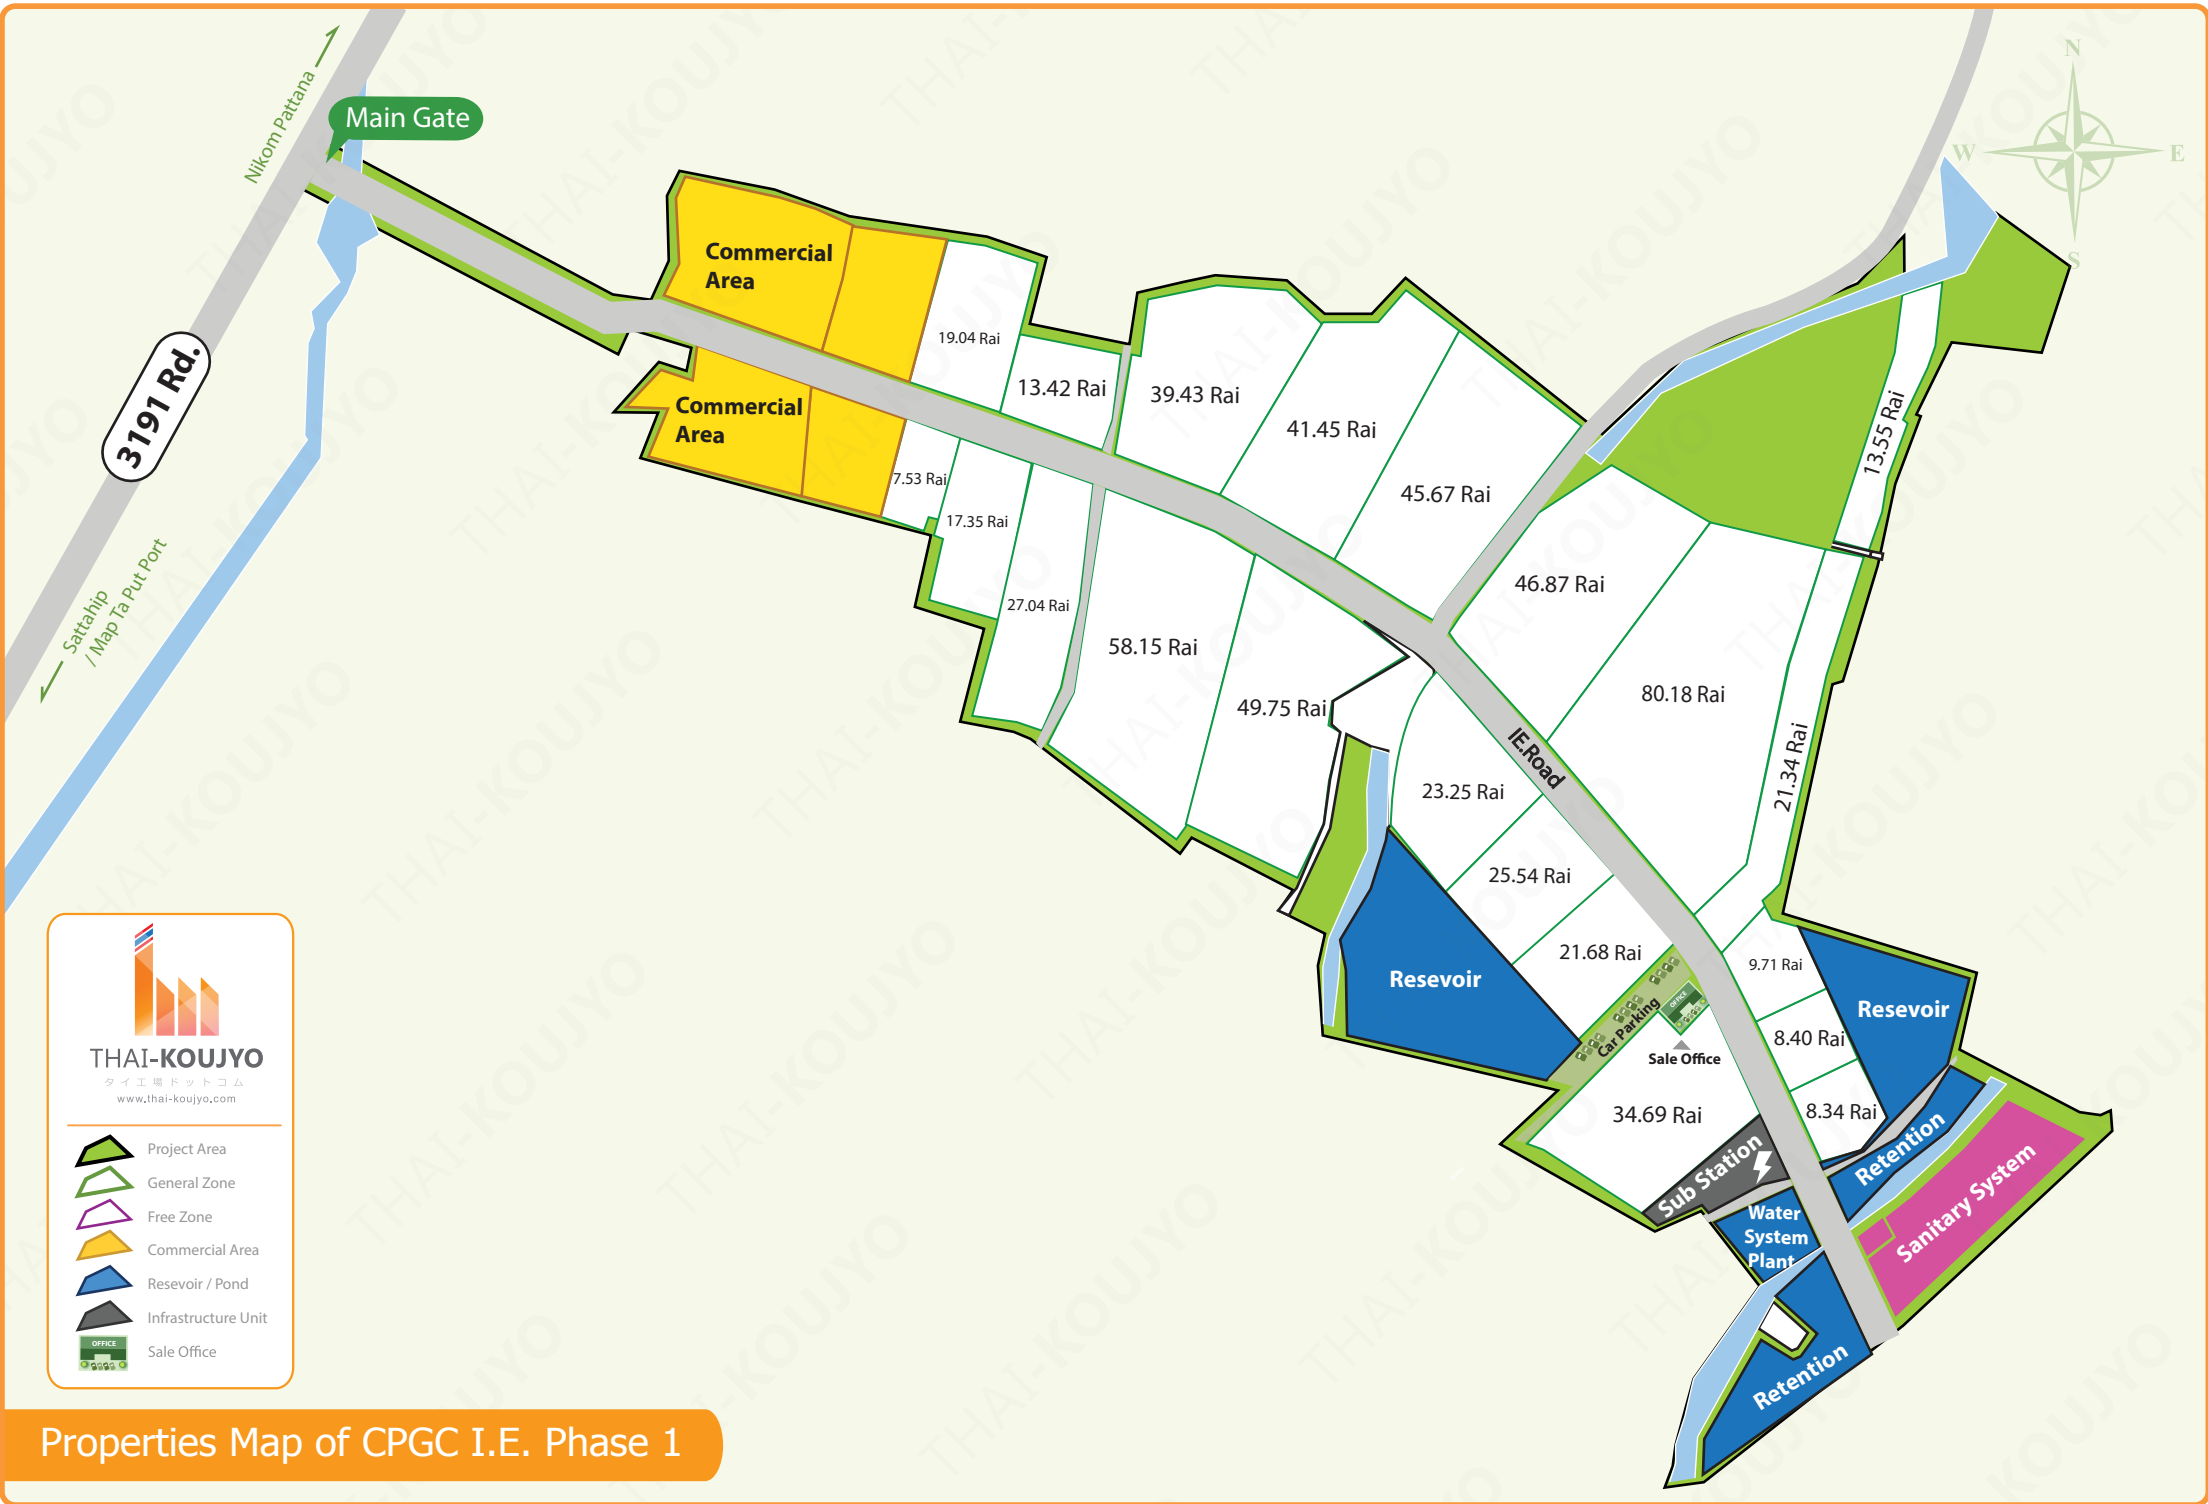 N
W
E
S
Nikom Pattana
Main Gate
3191 Rd.
Sattahip
/ Map Ta Put Port
Commercial
Area
Commercial
Area
19.04 Rai
13.42 Rai
39.43 Rai
41.45 Rai
45.67 Rai
7.53 Rai
17.35 Rai
27.04 Rai
58.15 Rai
49.75 Rai
46.87 Rai
80.18 Rai
13.55 Rai
21.34 Rai
IE.Road
23.25 Rai
25.54 Rai
21.68 Rai
Resevoir
Car Parking
OFFICE
Sale Office
9.71 Rai
8.40 Rai
8.34 Rai
Resevoir
34.69 Rai
Sub Station
Retention
Sanitary System
Water
System
Plant
Retention
THAI-KOUJYO
タイ工場ドットコム
www.thai-koujyo.com
Project Area
General Zone
Free Zone
Commercial Area
Resevoir / Pond
Infrastructure Unit
OFFICE
Sale Office
Properties Map of CPGC I.E. Phase 1